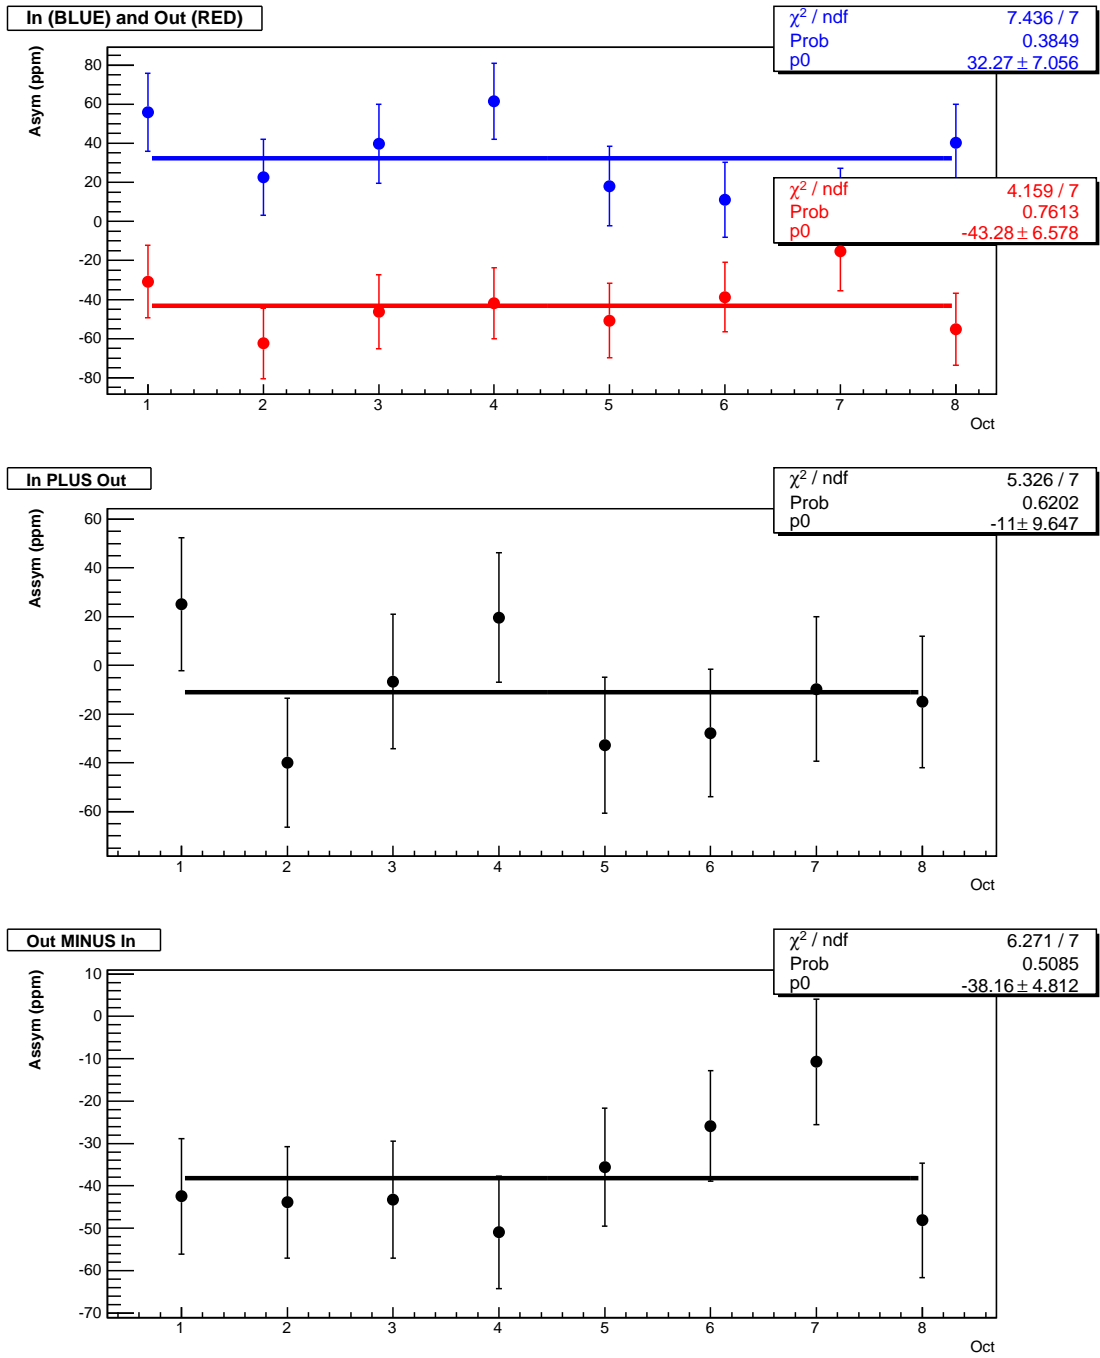 In (BLUE) and Out (RED)
χ² / ndf 7.436 / 7
Prob 0.3849
p0 32.27 ± 7.056
Asym (ppm)
80
60
40
20
0
-20
-40
-60
-80
χ² / ndf 4.159 / 7
Prob 0.7613
p0 -43.28 ± 6.578
1 2 3 4 5 6 7 8
Oct
In PLUS Out
χ² / ndf 5.326 / 7
Prob 0.6202
p0 -11 ± 9.647
Assym (ppm)
60
40
20
0
-20
-40
-60
1 2 3 4 5 6 7 8
Oct
Out MINUS In
χ² / ndf 6.271 / 7
Prob 0.5085
p0 -38.16 ± 4.812
Assym (ppm)
10
0
-10
-20
-30
-40
-50
-60
-70
1 2 3 4 5 6 7 8
Oct